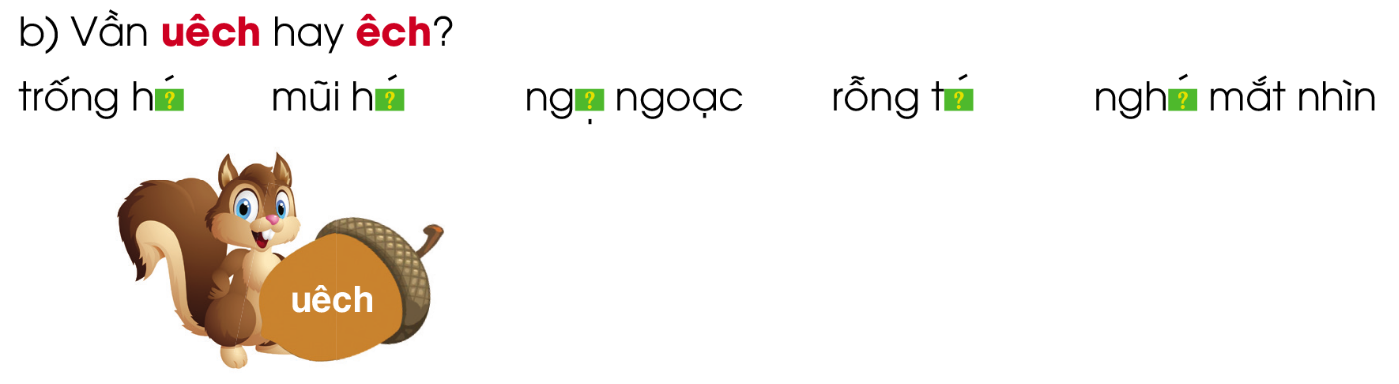 b) Vần uêch hay êch?
trống h́? mũi h́? ng?̣ ngoạc rỗng t́? ngh́? mắt nhìn
uêch